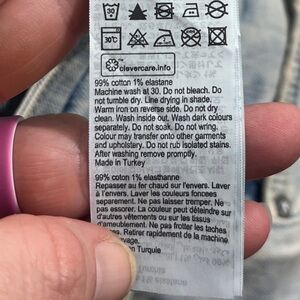 30
30°C
clevercare.info
99% cotton 1% elastane
Machine wash at 30. Do not bleach. Do
not tumble dry. Line drying in shade.
Warm iron on reverse side. Do not dry
clean. Wash inside out. Wash dark colours
separately. Do not soak. Do not wring.
Colour may transfer onto other garments
and upholstery. Do not rub isolated stains.
After washing remove promptly.
Made in Turkey
99% coton 1% élasthanne
Repasser au fer chaud sur l'envers. Laver
à l'envers. Laver les couleurs foncées
separement. Ne pas laisser tremper. Ne
pas essorer. La couleur peut déteindre sur
d'autres vêtements ou sur les tissus
d'ameublement. Ne pas frotter les taches
Retirer rapidement de la machine
Turquie